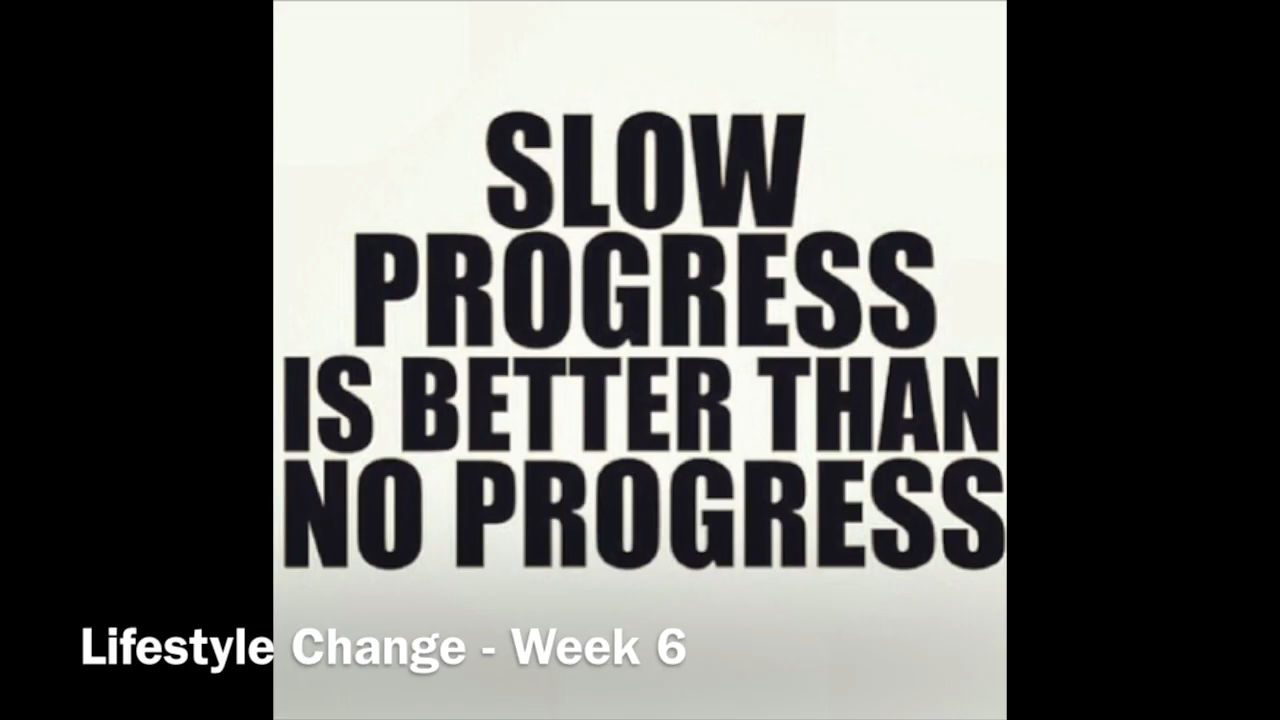 SLOW
PROGRESS
IS BETTER THAN
NO PROGRESS
Lifestyle Change - Week 6